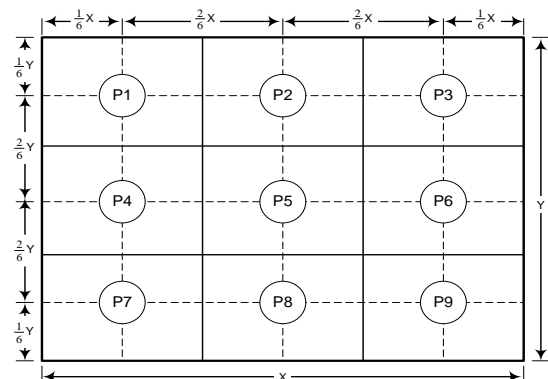 1/6 X 2/6 X 2/6 X 1/6 X
1/6 Y
P1 P2 P3
2/6 Y
P4 P5 P6
Y
2/6 Y
P7 P8 P9
1/6 Y
X